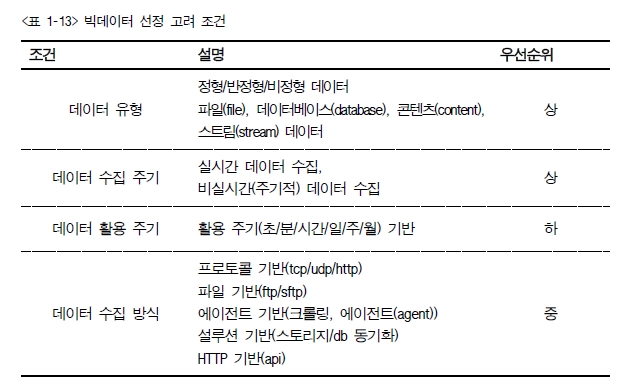 <표 1-13> 빅데이터 선정 고려 조건
조건 설명 우선순위
정형/반정형/비정형 데이터
데이터 유형 파일(file), 데이터베이스(database), 콘텐츠(content), 상
스트림(stream) 데이터
데이터 수집 주기 실시간 데이터 수집, 상
비실시간(주기적) 데이터 수집
데이터 활용 주기 활용 주기(초/분/시간/일/주/월) 기반 하
프로토콜 기반(tcp/udp/http)
파일 기반(ftp/sftp)
데이터 수집 방식 에이전트 기반(크롤링, 에이전트(agent)) 중
설루션 기반(스토리지/db 동기화)
HTTP 기반(api)